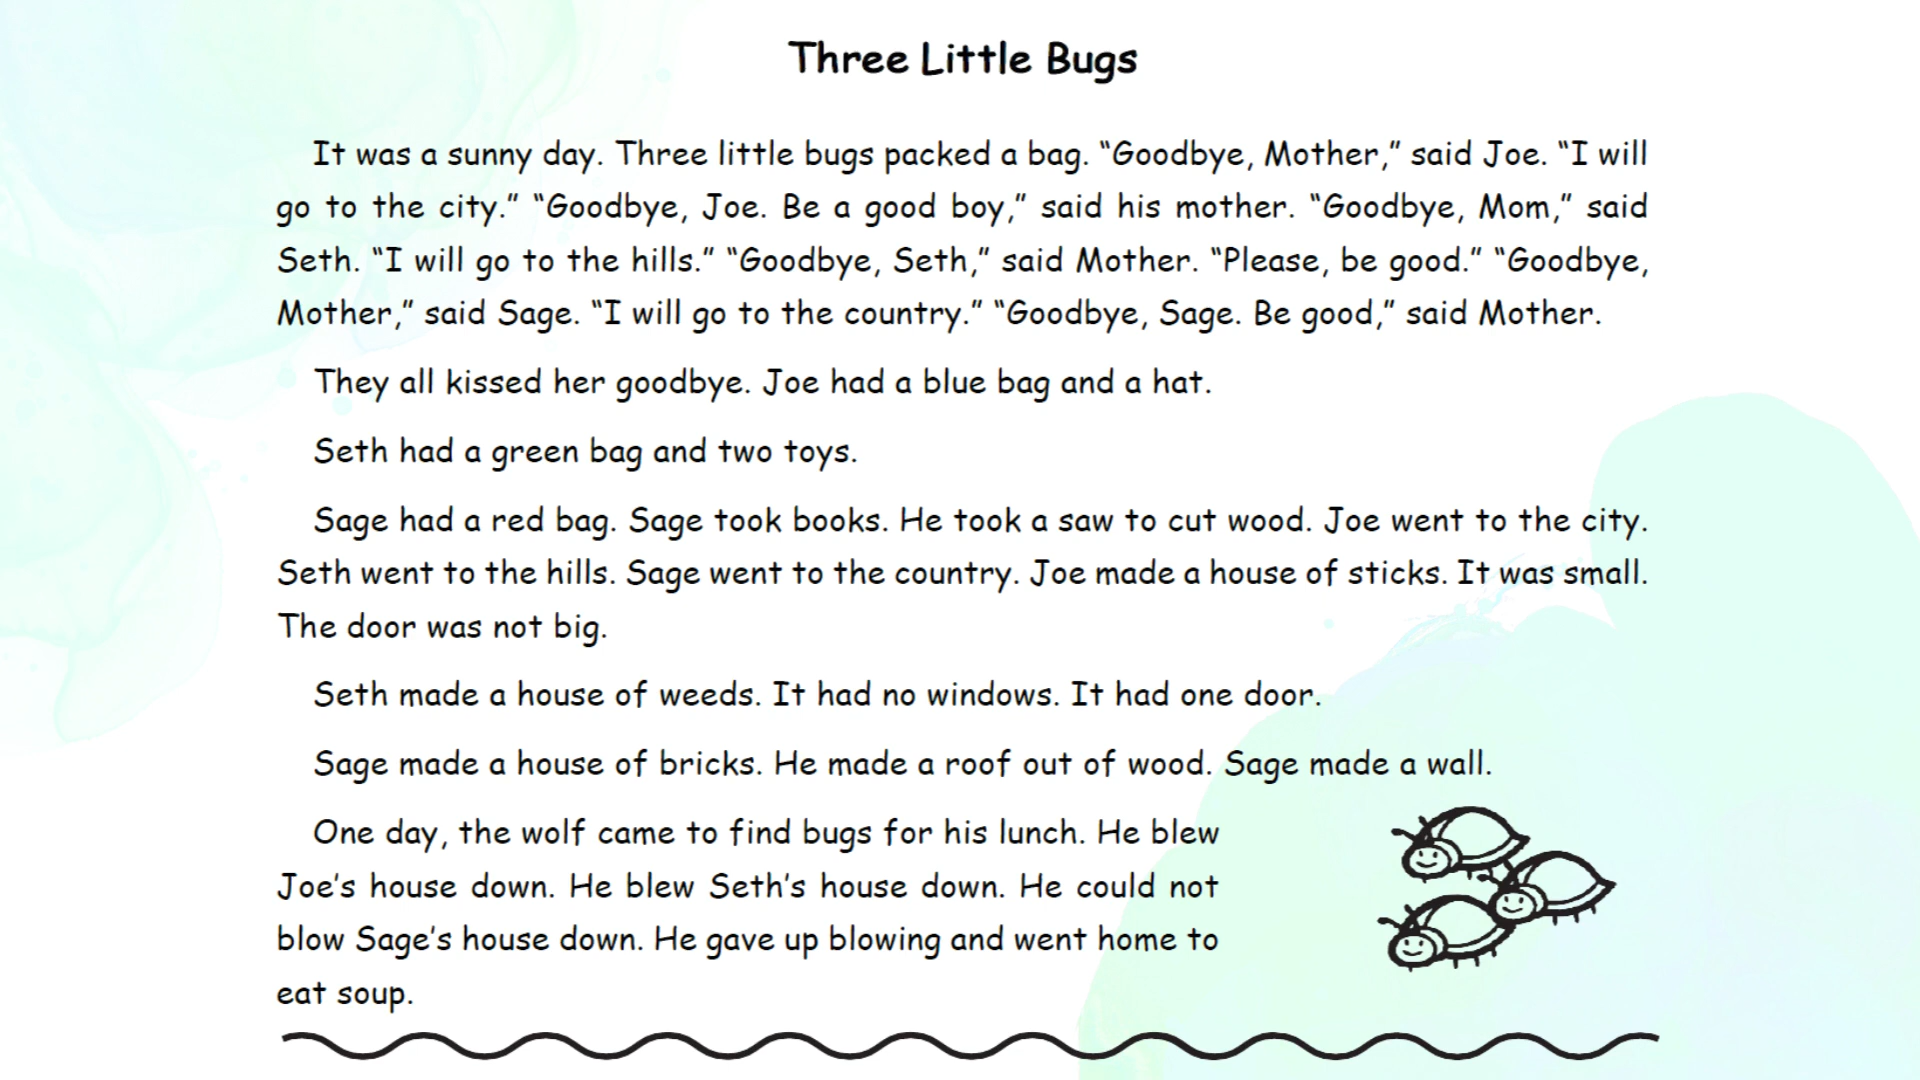 Three Little Bugs
It was a sunny day. Three little bugs packed a bag. “Goodbye, Mother,” said Joe. “I will
go to the city.” “Goodbye, Joe. Be a good boy,” said his mother. “Goodbye, Mom,” said
Seth. “I will go to the hills.” “Goodbye, Seth,” said Mother. “Please, be good.” “Goodbye,
Mother,” said Sage. “I will go to the country.” “Goodbye, Sage. Be good,” said Mother.
They all kissed her goodbye. Joe had a blue bag and a hat.
Seth had a green bag and two toys.
Sage had a red bag. Sage took books. He took a saw to cut wood. Joe went to the city.
Seth went to the hills. Sage went to the country. Joe made a house of sticks. It was small.
The door was not big.
Seth made a house of weeds. It had no windows. It had one door.
Sage made a house of bricks. He made a roof out of wood. Sage made a wall.
One day, the wolf came to find bugs for his lunch. He blew
Joe’s house down. He blew Seth’s house down. He could not
blow Sage’s house down. He gave up blowing and went home to
eat soup.